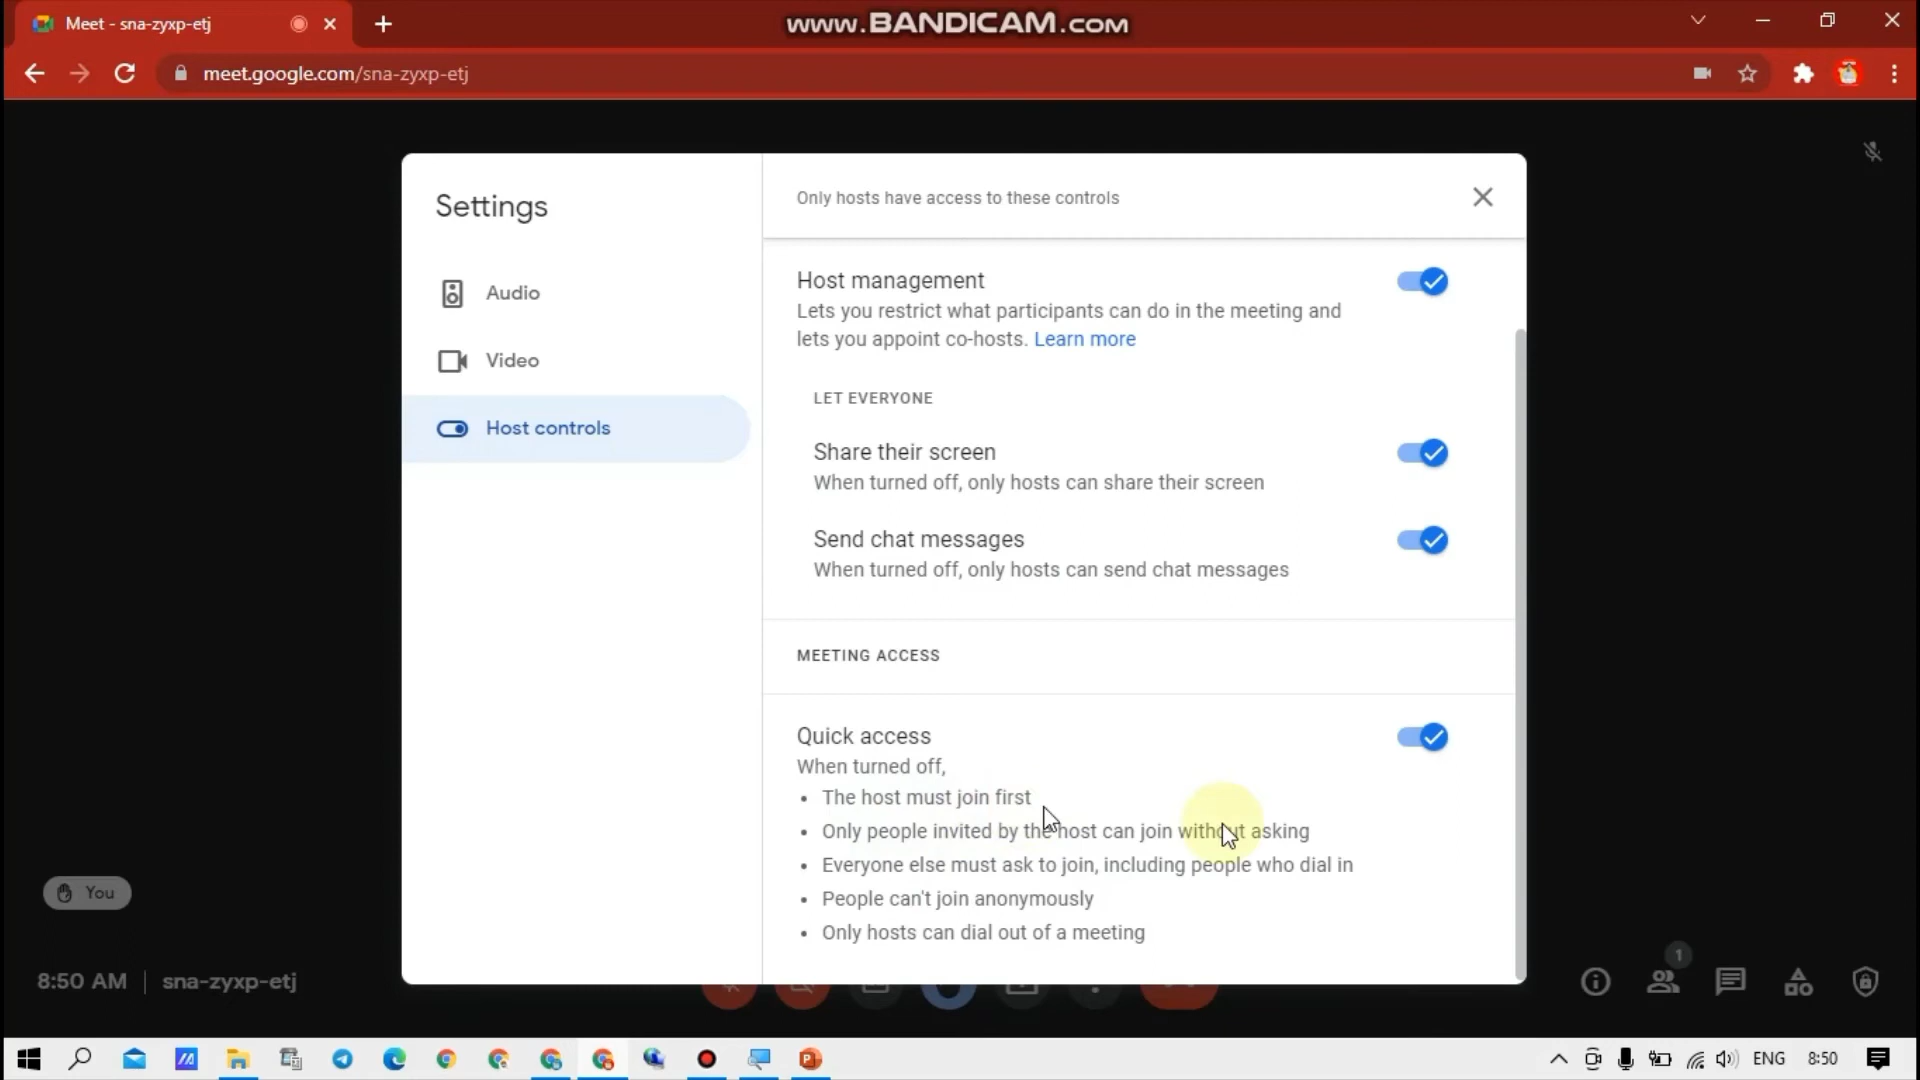 Meet - sna-zyxp-etj
www.BANDICAM.com
meet.google.com/sna-zyxp-etj
Settings
Audio
Video
Host controls
Only hosts have access to these controls
Host management
Lets you restrict what participants can do in the meeting and
lets you appoint co-hosts. Learn more
LET EVERYONE
Share their screen
When turned off, only hosts can share their screen
Send chat messages
When turned off, only hosts can send chat messages
MEETING ACCESS
Quick access
When turned off,
• The host must join first
• Only people invited by the host can join without asking
• Everyone else must ask to join, including people who dial in
• People can't join anonymously
• Only hosts can dial out of a meeting
You
8:50 AM | sna-zyxp-etj
1
ENG
8:50